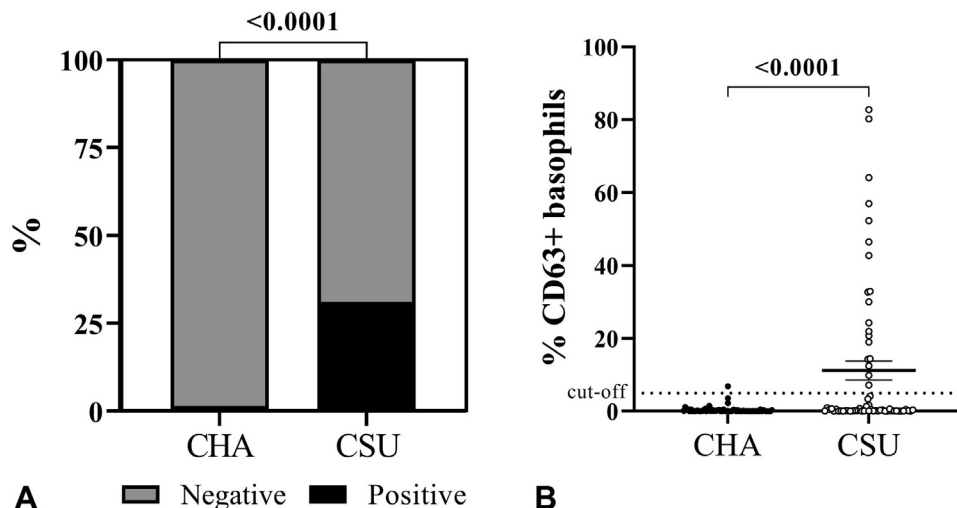 <0.0001
100
75
50
25
0
%
CHA CSU
A Negative Positive
<0.0001
100
80
60
40
20
0
% CD63+ basophils
cut-off
CHA CSU
B